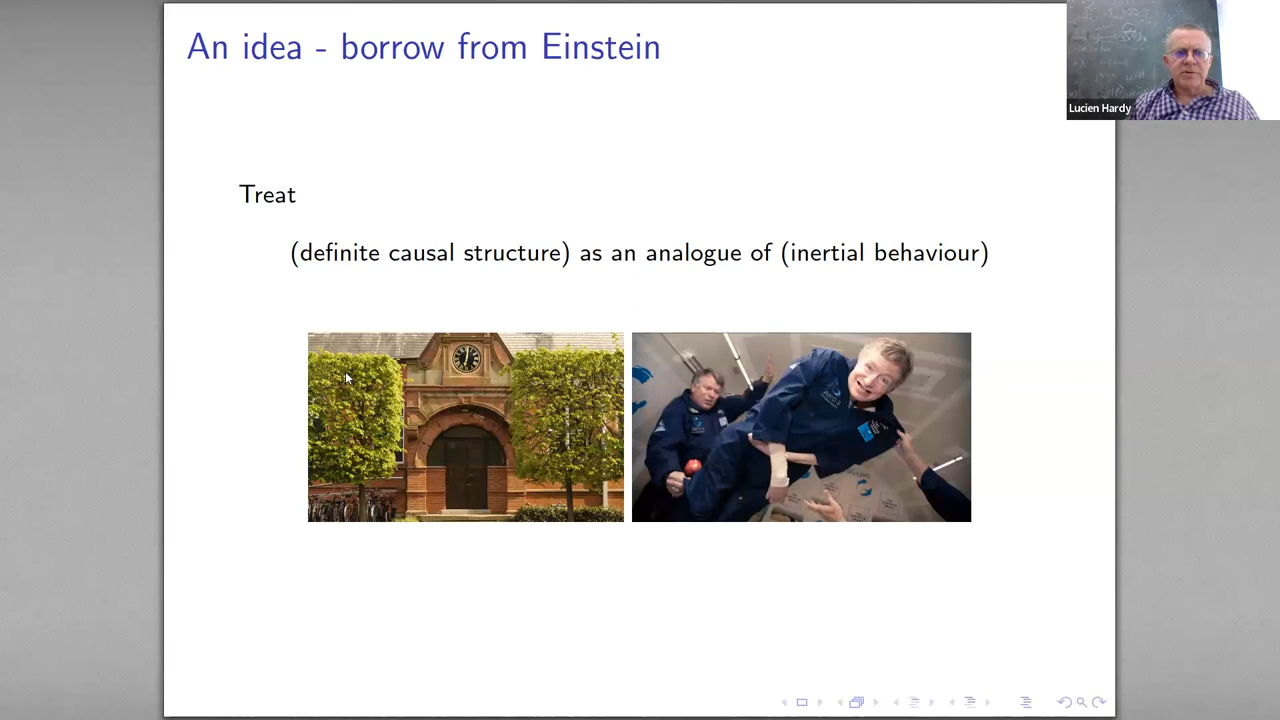 An idea - borrow from Einstein
Lucien Hardy
Treat
(definite causal structure) as an analogue of (inertial behaviour)